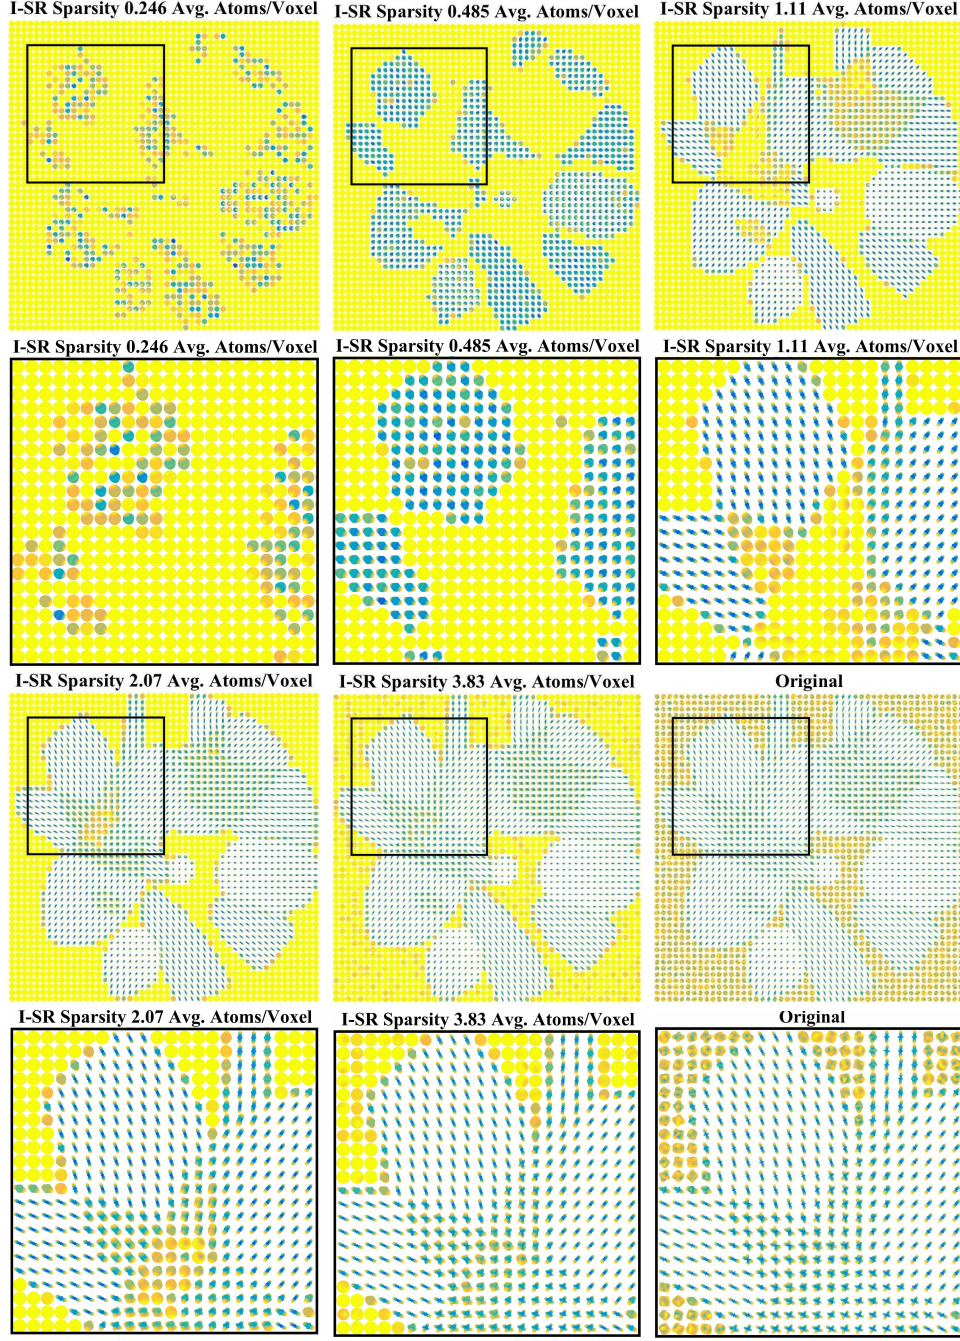 I-SR Sparsity 0.246 Avg. Atoms/Voxel
I-SR Sparsity 0.485 Avg. Atoms/Voxel
I-SR Sparsity 1.11 Avg. Atoms/Voxel
I-SR Sparsity 0.246 Avg. Atoms/Voxel
I-SR Sparsity 0.485 Avg. Atoms/Voxel
I-SR Sparsity 1.11 Avg. Atoms/Voxel
I-SR Sparsity 2.07 Avg. Atoms/Voxel
I-SR Sparsity 3.83 Avg. Atoms/Voxel
Original
I-SR Sparsity 2.07 Avg. Atoms/Voxel
I-SR Sparsity 3.83 Avg. Atoms/Voxel
Original